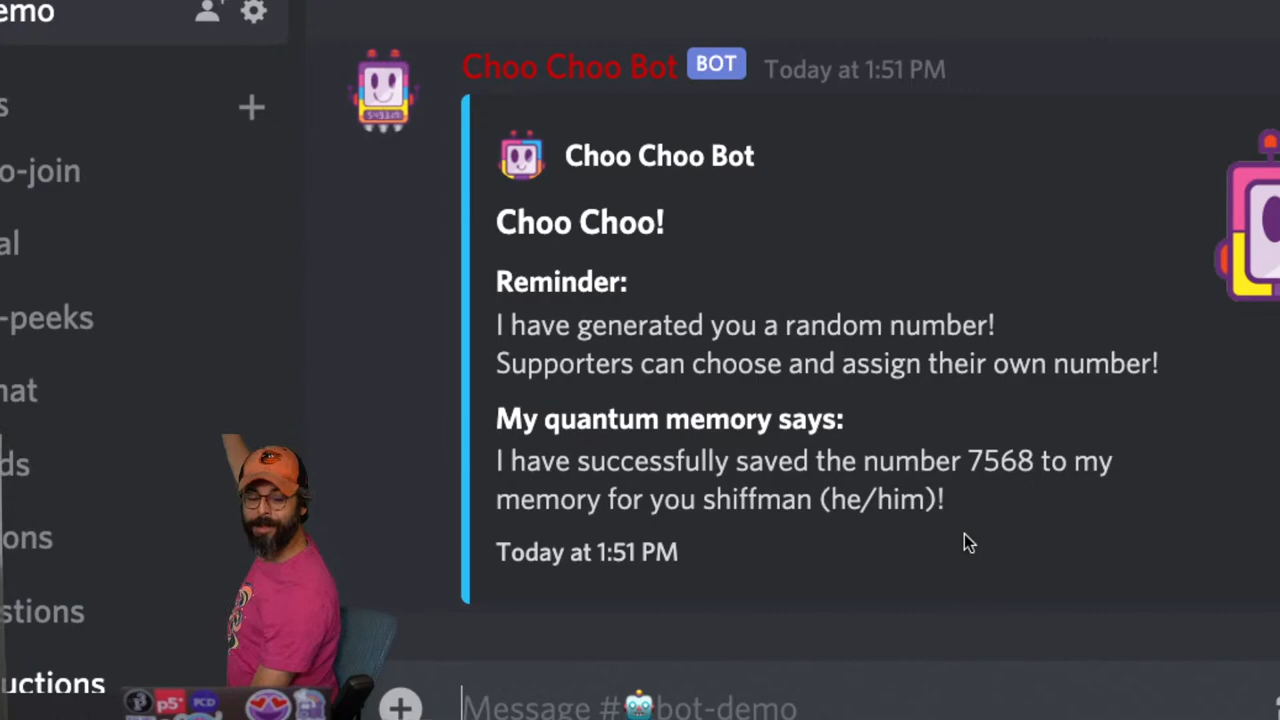 emo
Choo Choo Bot BOT Today at 1:51 PM
s
o-join
al
-peeks
nat
ds
ons
stions
uctions
Choo Choo Bot
Choo Choo!
Reminder:
I have generated you a random number!
Supporters can choose and assign their own number!
My quantum memory says:
I have successfully saved the number 7568 to my
memory for you shiffman (he/him)!
Today at 1:51 PM
p5* PCD
Message #🤖bot-demo